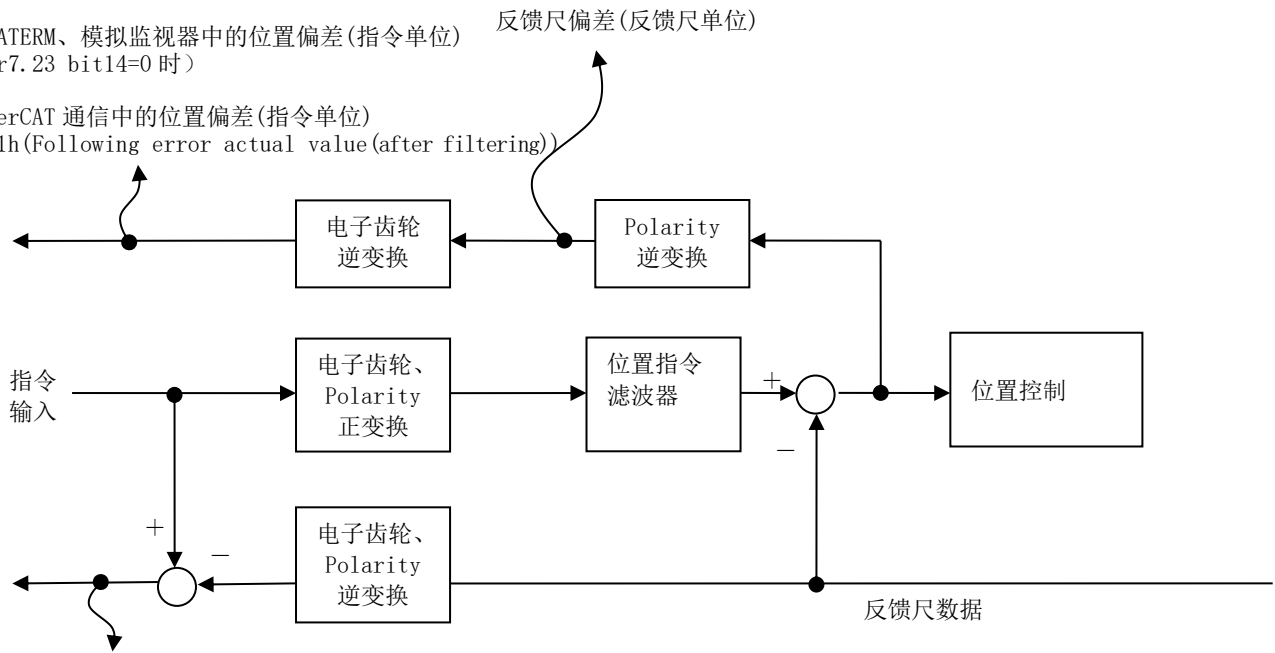 反馈尺偏差(反馈尺单位)
ATERM、模拟监视器中的位置偏差(指令单位)
r7.23 bit14=0 时）
erCAT 通信中的位置偏差(指令单位)
1h(Following error actual value(after filtering))
电子齿轮
逆变换
Polarity
逆变换
指令
输入
电子齿轮、
Polarity
正变换
位置指令
滤波器
+
−
位置控制
+
−
电子齿轮、
Polarity
逆变换
反馈尺数据